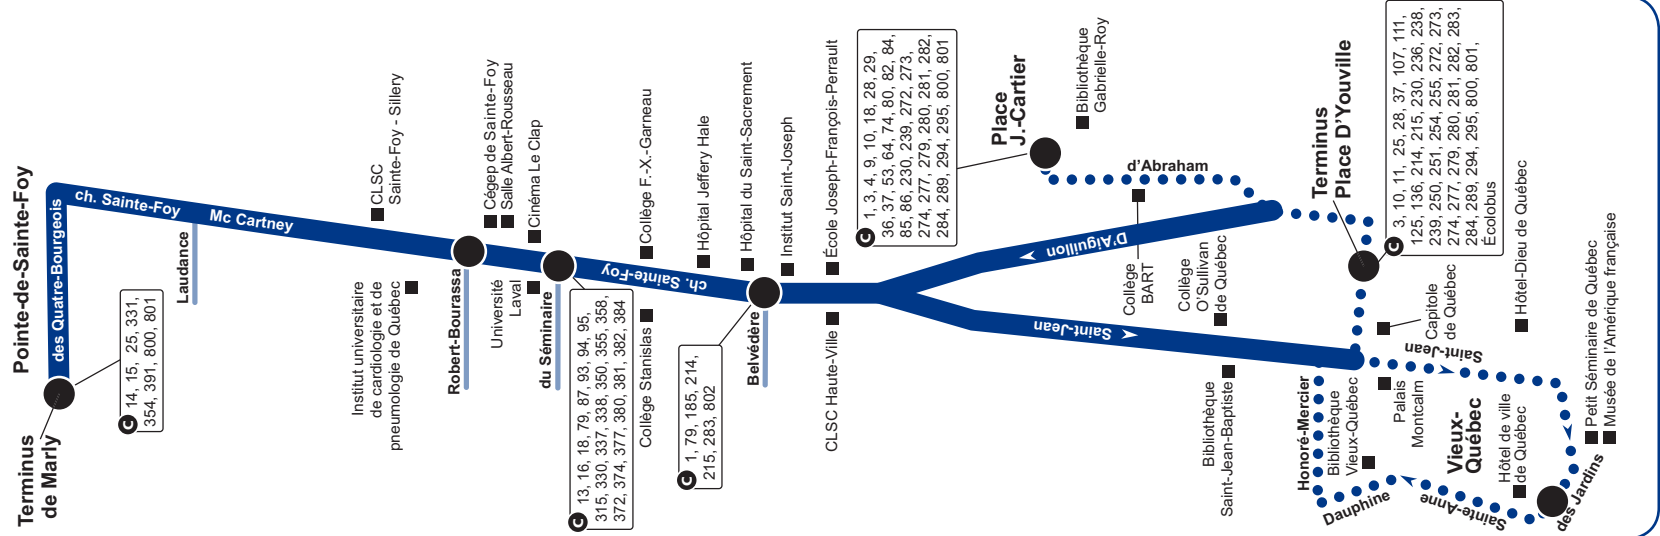 Terminus
de Marly
Pointe-de-Sainte-Foy
des Quatre-Bourgeois
C 14, 15, 25, 331,
354, 391, 800, 801
ch. Sainte-Foy
Laudance
Mc Cartney
CLSC
Sainte-Foy - Sillery
Institut universitaire
de cardiologie et de
pneumologie de Québec
Robert-Bourassa
Cégep de Sainte-Foy
Salle Albert-Rousseau
Université
Laval
Cinéma Le Clap
du Séminaire
C 13, 16, 18, 79, 87, 93, 94, 95,
315, 330, 337, 338, 350, 355, 358,
372, 374, 377, 380, 381, 382, 384
ch. Sainte-Foy
Collège Stanislas
Collège F.-X.-Garneau
Hôpital Jeffery Hale
C 1, 79, 185, 214,
215, 283, 802
Hôpital du Saint-Sacrement
Belvédère
Institut Saint-Joseph
CLSC Haute-Ville
École Joseph-François-Perrault
C 1, 3, 4, 9, 10, 18, 28, 29,
36, 37, 53, 64, 74, 80, 82, 84,
85, 86, 230, 239, 272, 273,
274, 277, 279, 280, 281, 282,
284, 289, 294, 295, 800, 801
Place
J.-Cartier
Bibliothèque
Gabrielle-Roy
d'Abraham
D'Aiguillon
Saint-Jean
Collège
BART
Collège
O'Sullivan
de Québec
Bibliothèque
Saint-Jean-Baptiste
Terminus
Place D'Youville
C 3, 10, 11, 25, 28, 37, 107, 111,
125, 136, 214, 215, 230, 236, 238,
239, 250, 251, 254, 255, 272, 273,
274, 277, 279, 280, 281, 282, 283,
284, 289, 294, 295, 800, 801,
Écolobus
Honoré-Mercier
Bibliothèque
Vieux-Québec
Dauphine
Palais
Montcalm
Capitole
de Québec
Saint-Jean
Vieux-
Québec
Sainte-Anne
Hôtel de ville
de Québec
Hôtel-Dieu de Québec
des Jardins
Petit Séminaire de Québec
Musée de l'Amérique française